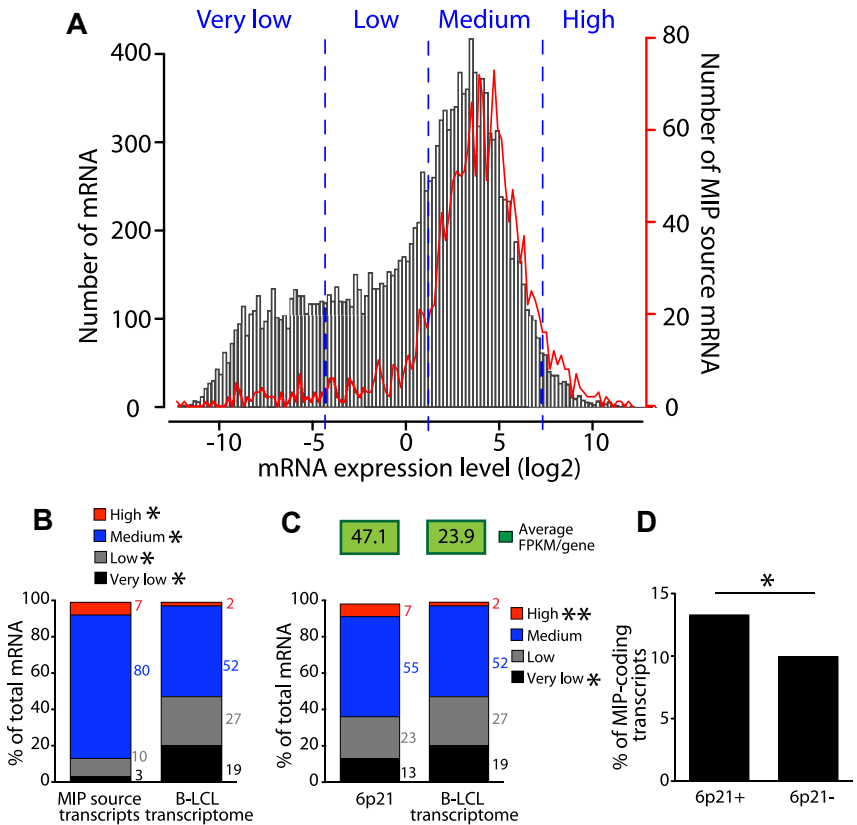 A
Very low
Low
Medium
High
400
300
200
100
0
Number of mRNA
80
60
40
20
0
Number of MIP source mRNA
-10
-5
0
5
10
mRNA expression level (log2)
B
High *
Medium *
Low *
Very low *
100
80
60
40
20
0
% of total mRNA
7
80
10
3
2
52
27
19
MIP source
transcripts
B-LCL
transcriptome
C
47.1
23.9
Average
FPKM/gene
100
80
60
40
20
0
% of total mRNA
7
55
23
13
2
52
27
19
High **
Medium
Low
Very low *
6p21
B-LCL
transcriptome
D
*
15
10
5
0
% of MIP-coding
transcripts
6p21+
6p21-